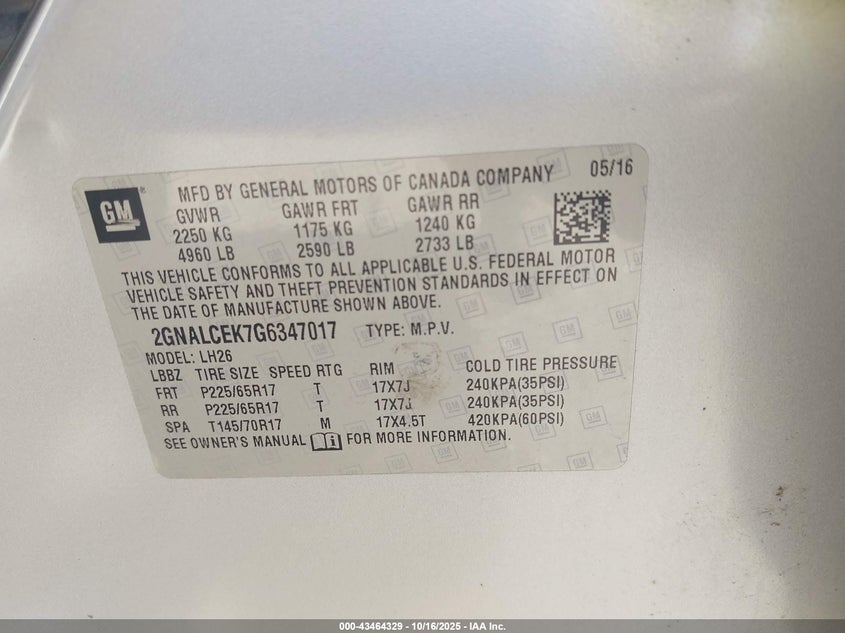 GM ® MFD BY GENERAL MOTORS OF CANADA COMPANY 05/16
GVWR GAWR FRT GAWR RR
2250 KG 1175 KG 1240 KG
4960 LB 2590 LB 2733 LB
THIS VEHICLE CONFORMS TO ALL APPLICABLE U.S. FEDERAL MOTOR
VEHICLE SAFETY AND THEFT PREVENTION STANDARDS IN EFFECT ON
THE DATE OF MANUFACTURE SHOWN ABOVE.
2GNALCEK7G6347017 TYPE: M.P.V.
MODEL: LH26
LBBZ TIRE SIZE SPEED RTG RIM COLD TIRE PRESSURE
FRT P225/65R17 T 17X7J 240KPA(35PSI)
RR P225/65R17 T 17X7J 240KPA(35PSI)
SPA T145/70R17 M 17X4.5T 420KPA(60PSI)
SEE OWNER'S MANUAL FOR MORE INFORMATION.
000-43464329 - 10/16/2025 - IAA Inc.